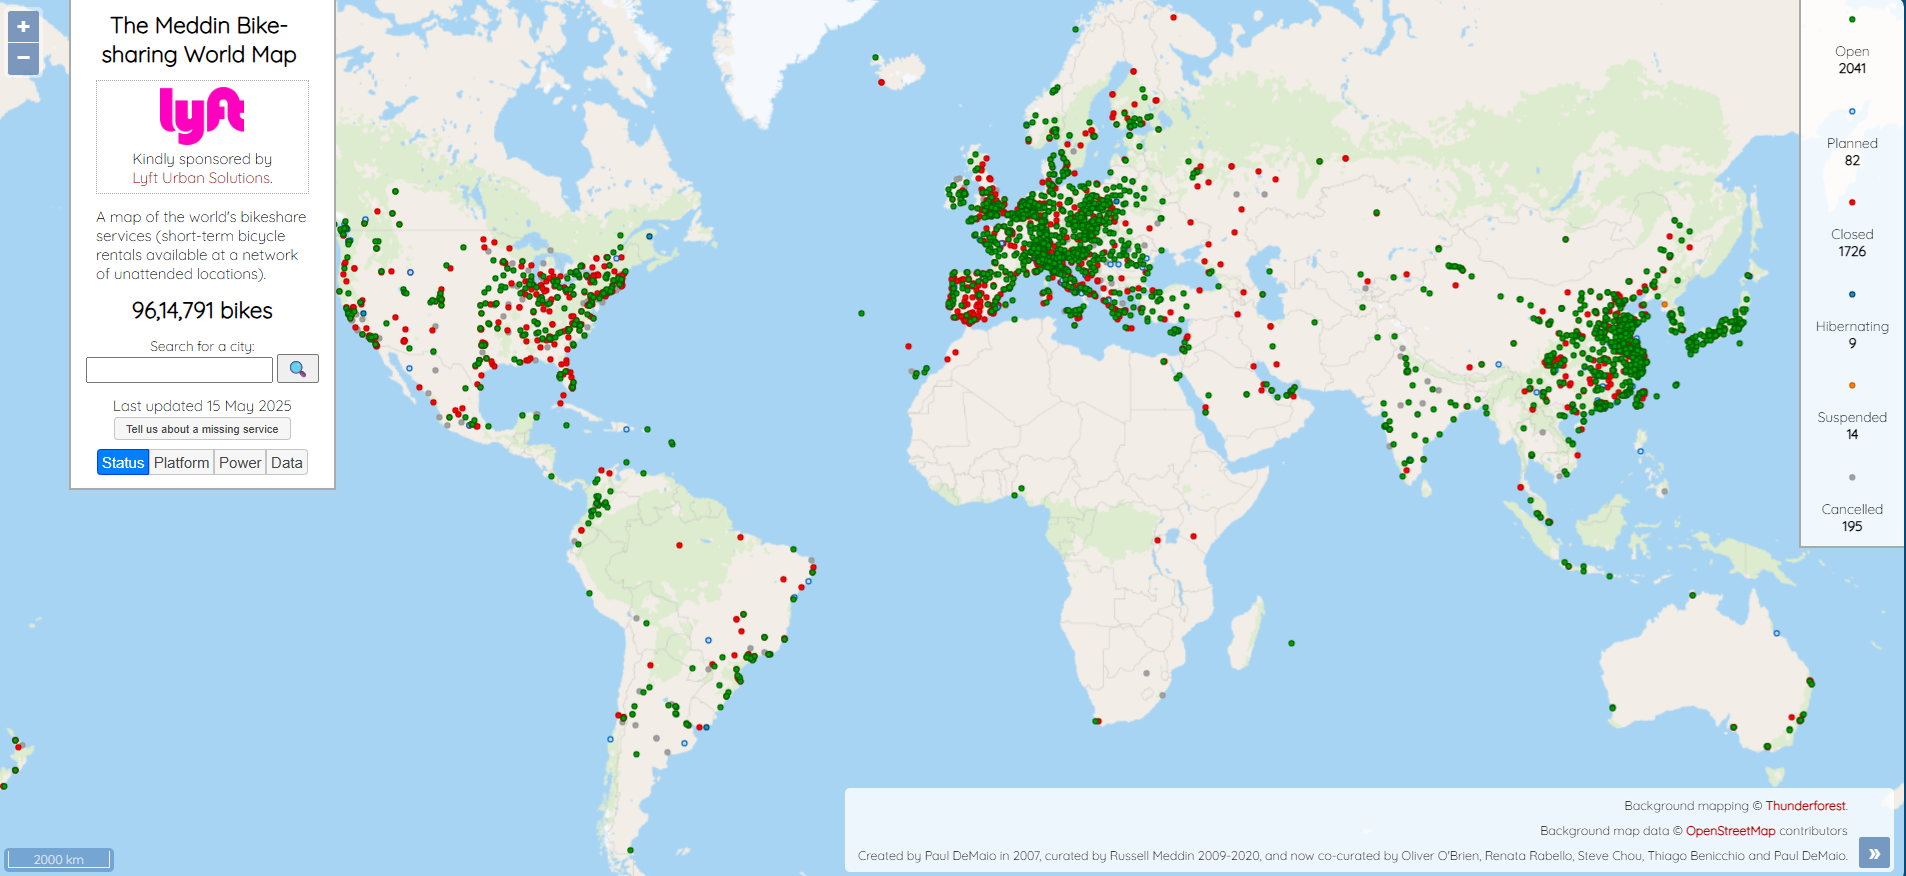 +
−
The Meddin Bike-
sharing World Map
lyft
Kindly sponsored by
Lyft Urban Solutions.
A map of the world's bikeshare
services (short-term bicycle
rentals available at a network
of unattended locations).
96,14,791 bikes
Search for a city:
Last updated 15 May 2025
Tell us about a missing service
Status Platform Power Data
Open
2041
Planned
82
Closed
1726
Hibernating
9
Suspended
14
Cancelled
195
2000 km
Background mapping © Thunderforest.
Background map data © OpenStreetMap contributors
Created by Paul DeMaio in 2007, curated by Russell Meddin 2009-2020, and now co-curated by Oliver O'Brien, Renata Rabello, Steve Chou, Thiago Benicchio and Paul DeMaio.
»